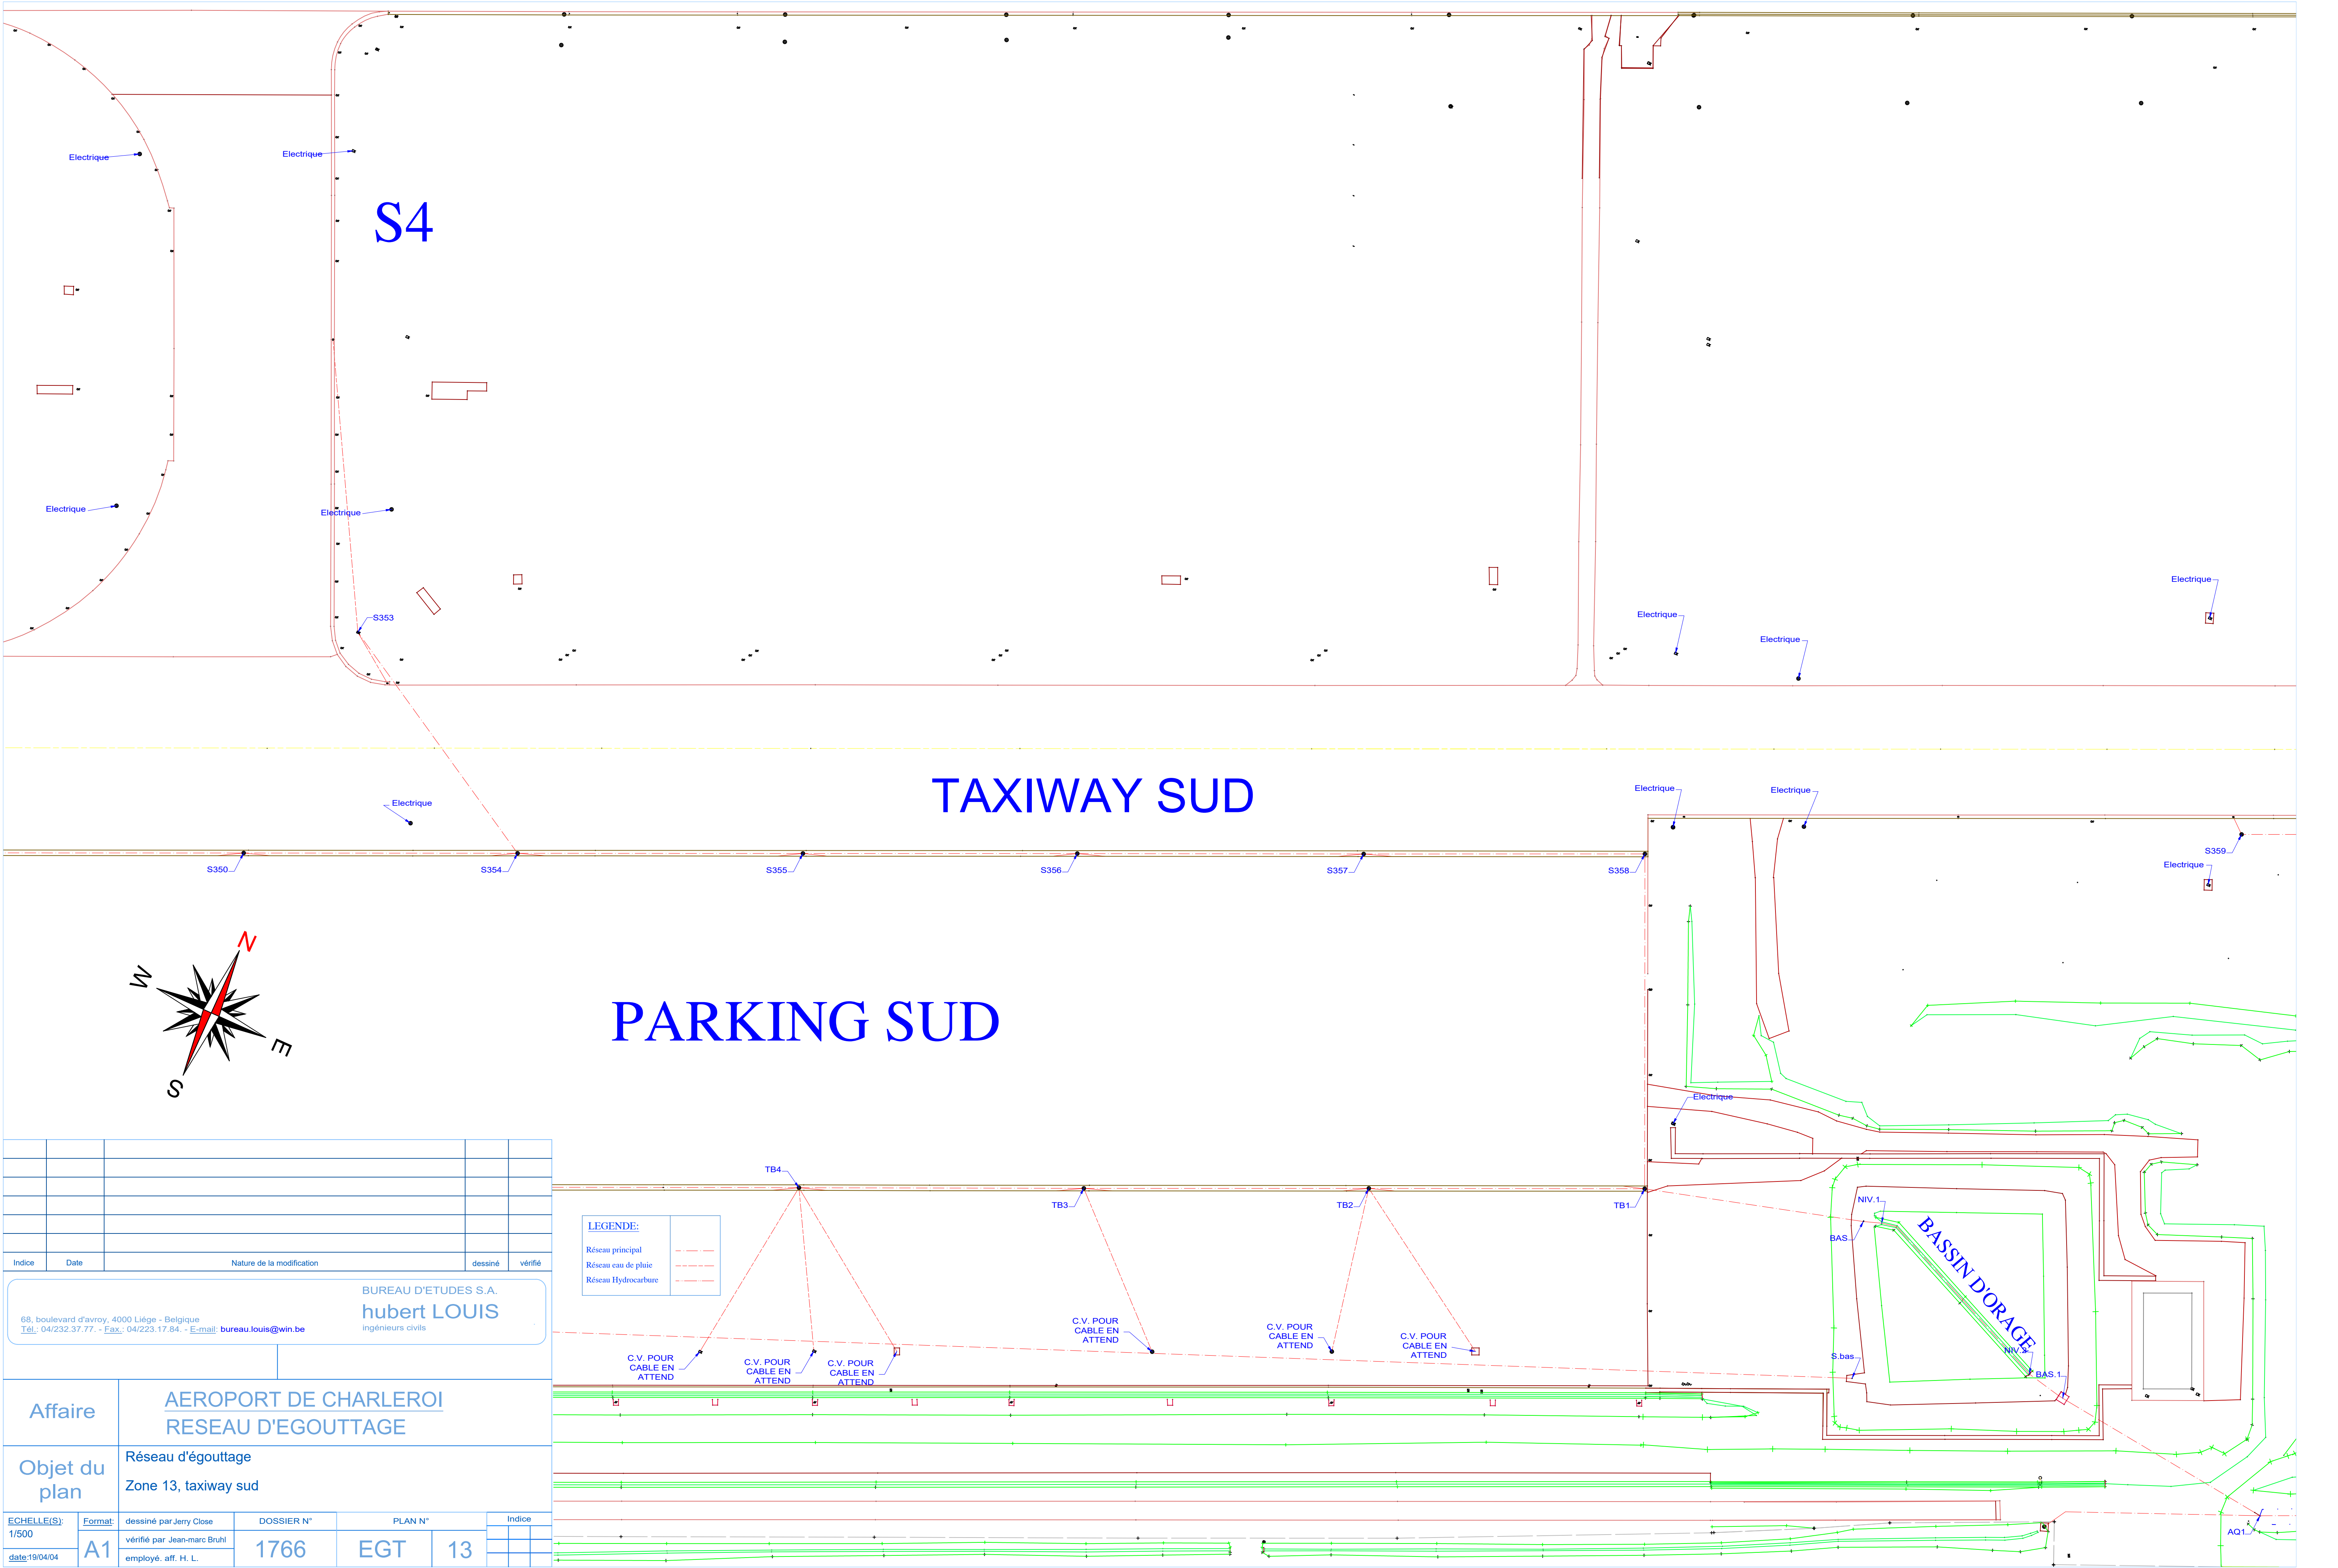 Electrique
Electrique
S4
Electrique
Electrique
S353
Electrique
Electrique
Electrique
TAXIWAY SUD
Electrique
Electrique
Electrique
S350
S354
S355
S356
S357
S358
S359
Electrique
N
W
E
S
PARKING SUD
Electrique
TB4
TB3
TB2
TB1
NIV.1
BAS
BASSIN D'ORAGE
NIV.2
S.bas
BAS.1
AQ1
LEGENDE:
Réseau principal
Réseau eau de pluie
Réseau Hydrocarbure
C.V. POUR
CABLE EN
ATTEND
C.V. POUR
CABLE EN
ATTEND
C.V. POUR
CABLE EN
ATTEND
C.V. POUR
CABLE EN
ATTEND
C.V. POUR
CABLE EN
ATTEND
C.V. POUR
CABLE EN
ATTEND
Indice Date Nature de la modification dessiné vérifié
BUREAU D'ETUDES S.A.
hubert LOUIS
ingénieurs civils
68, boulevard d'avroy, 4000 Liège - Belgique
Tél.: 04/232.37.77. - Fax.: 04/223.17.84. - E-mail: bureau.louis@win.be
Affaire
AEROPORT DE CHARLEROI
RESEAU D'EGOUTTAGE
Objet du
plan
Réseau d'égouttage
Zone 13, taxiway sud
ECHELLE(S):
1/500
date:19/04/04
Format:
A1
dessiné par Jerry Close
vérifié par Jean-marc Bruhl
employé. aff. H. L.
DOSSIER N°
1766
PLAN N°
EGT 13
Indice